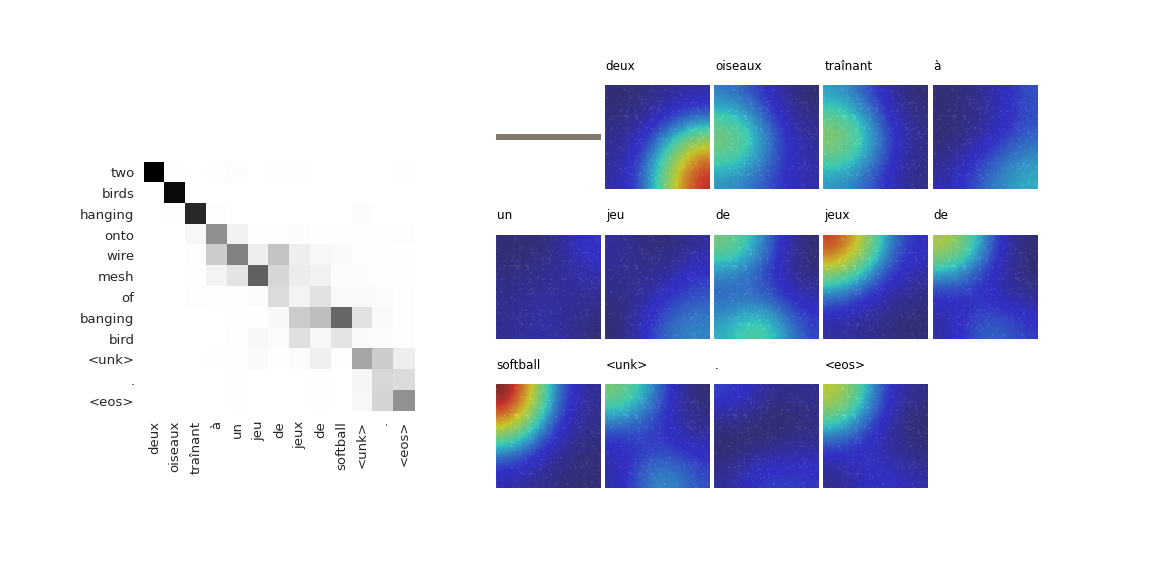 deux oiseaux traînant à
un jeu de jeux de
softball <unk> . <eos>
two
birds
hanging
onto
wire
mesh
of
banging
bird
<unk>
.
<eos>
deux oiseaux traînant à un jeu de jeux de softball <unk> . <eos>